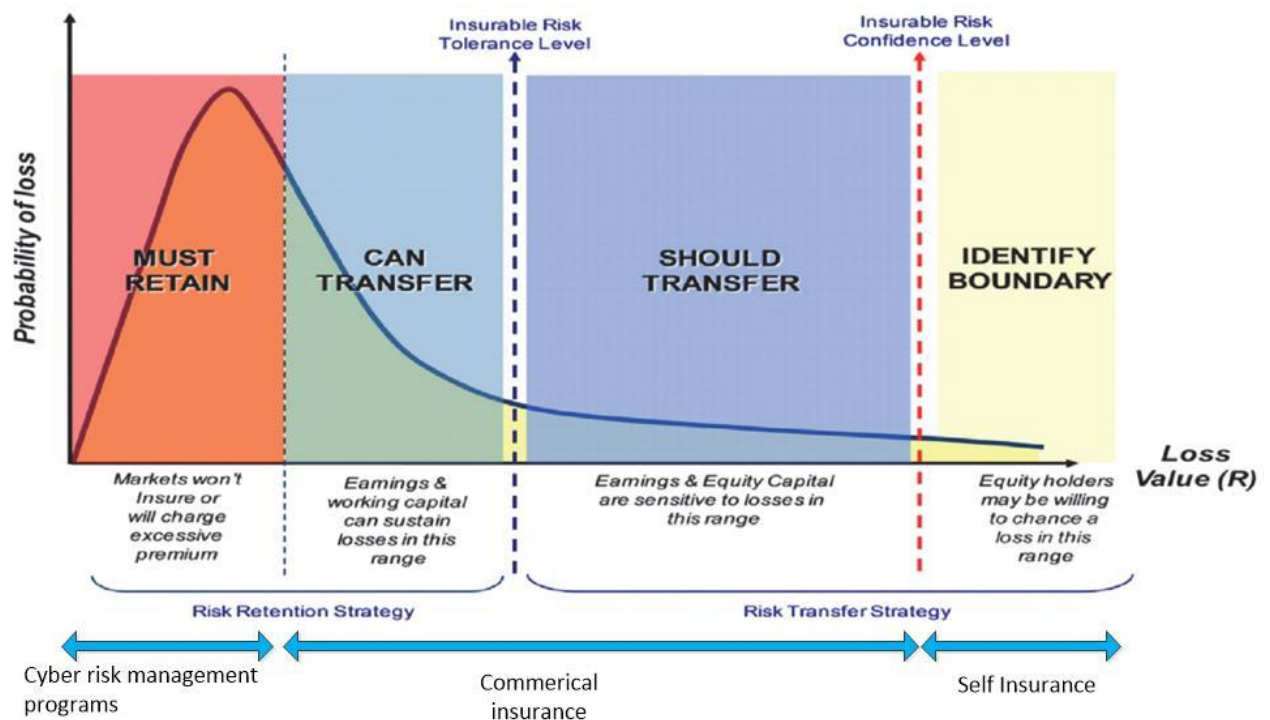 Insurable Risk
Tolerance Level
Insurable Risk
Confidence Level
Probability of loss
MUST
RETAIN
CAN
TRANSFER
SHOULD
TRANSFER
IDENTIFY
BOUNDARY
Loss
Value (R)
Markets won't
Insure or
will charge
excessive
premium
Earnings &
working capital
can sustain
losses in this
range
Earnings & Equity Capital
are sensitive to losses in
this range
Equity holders
may be willing
to chance a
loss in this
range
Risk Retention Strategy
Risk Transfer Strategy
Cyber risk management
programs
Commerical
insurance
Self Insurance